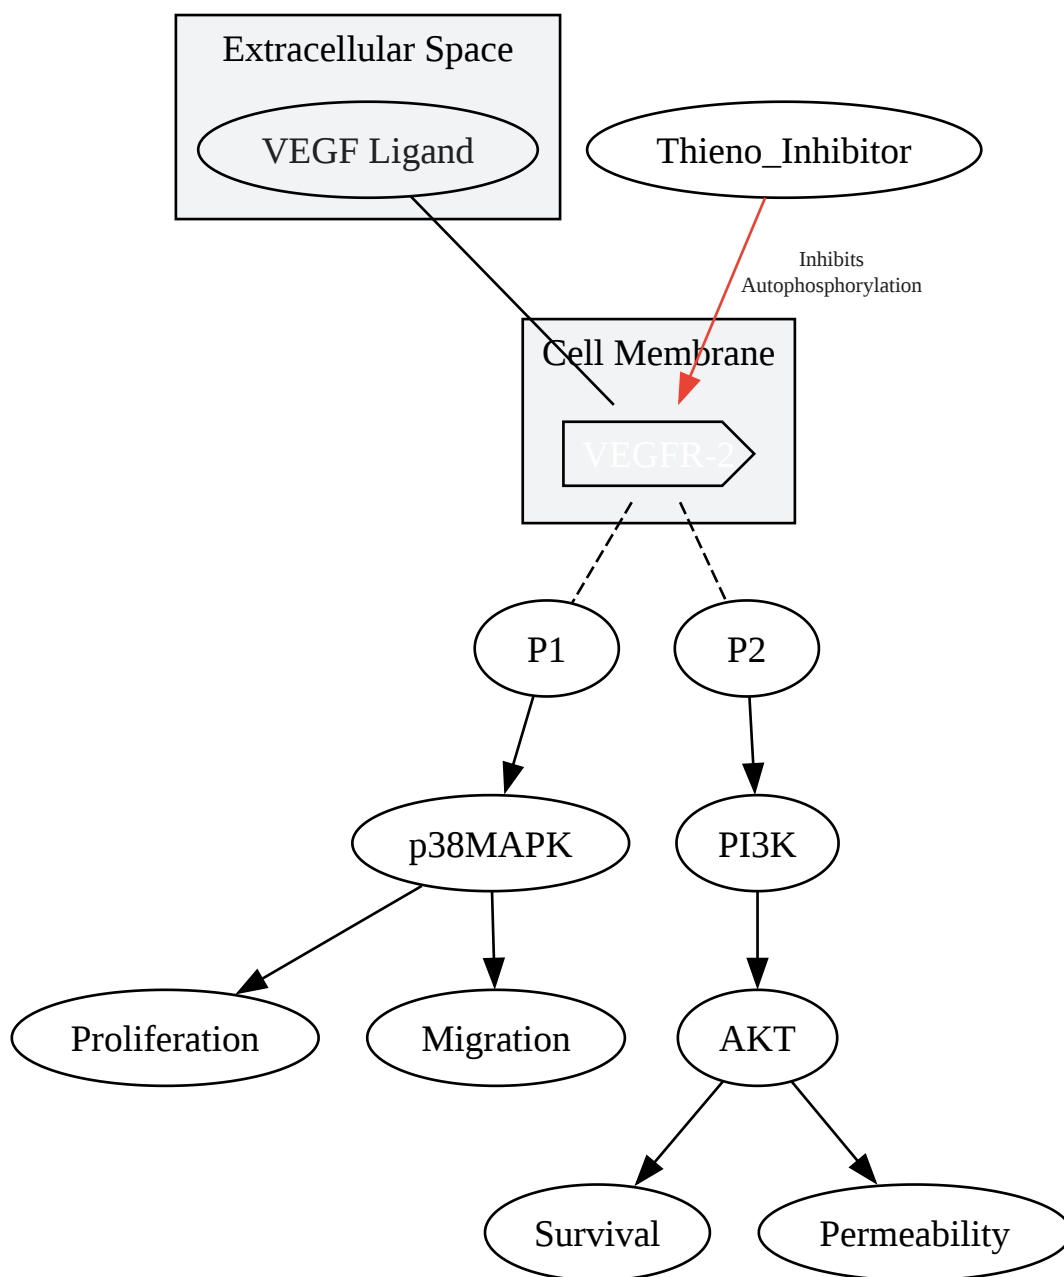 Extracellular Space
VEGF Ligand
Thieno_Inhibitor
Inhibits
Autophosphorylation
Cell Membrane
VEGFR-2
P1
P2
p38MAPK
PI3K
Proliferation
Migration
AKT
Survival
Permeability